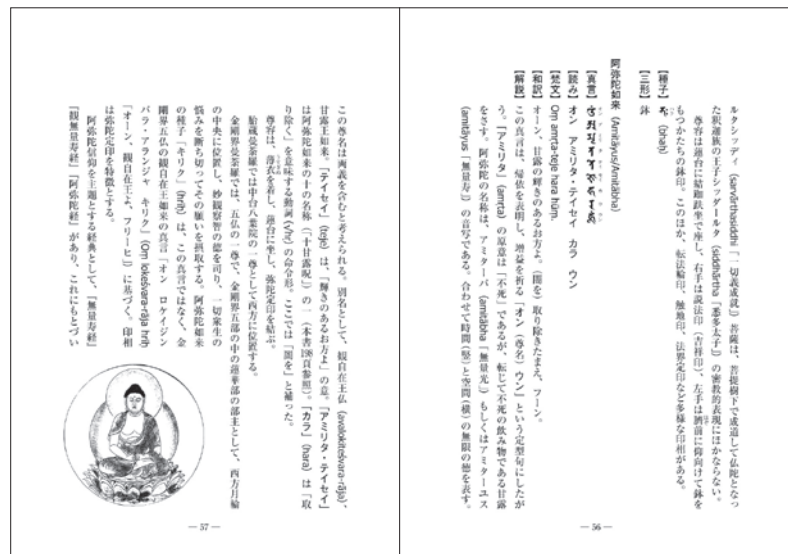 ルタシッディ(sarvārthasiddhi「一切義成就」)菩薩は、菩提樹下で成道して仏陀となっ
た釈迦族の王子シッダールタ(siddhārtha「悉多太子」)の密教的表現にほかならない。
尊容は蓮台に結跏趺坐で座し、右手は説法印(吉祥印)、左手は臍前に仰向けて鉢を
もつかたちの鉢印。このほか、転法輪印、触地印、法界定印など多様な印相がある。
【種子】 (bhaḥ)
【三形】 鉢
阿弥陀如来 (Amitāyus/Amitābha)
【真言】
【読み】 オン アミリタ・テイセイ カラ ウン
【梵文】 Oṃ amṛta-teje hara hūṃ.
【和訳】 オーン、甘露の輝きのあるお方よ。(闇を)取り除きたまえ、フーン。
【解説】 この真言は、帰依を表明し、増益を祈る「オン(尊名)ウン」という定型句にしたが
う。「アミリタ」(amṛta)の原意は「不死」であるが、転じて不死の飲み物である甘露
をさす。阿弥陀の名称は、アミターバ(amitābha「無量光」)もしくはアミターユス
(amitāyus「無量寿」)の音写である。合わせて時間(竪)と空間(横)の無限の徳を表す。
— 56 —
この尊名は両義を含むと考えられる。別名として、観自在王仏(avalokiteśvara-rāja)、
甘露王如来。「テイセイ」(teje)は、「輝きのあるお方よ」の意。「アミリタ・テイセイ」
は阿弥陀如来の十の名称(「十甘露呪」)の一(本書198頁参照)。「カラ」(hara)は「取
り除く」を意味する動詞(√hṛ)の命令形。ここでは「闇を」と補った。
尊容は、衣を着し、蓮台に坐し、弥陀定印を結ぶ。
胎蔵曼荼羅では中台八葉院の一尊として西方に位置する。
金剛界曼荼羅では、五仏の一尊で、金剛界五部の中の蓮華部の部主として、西方月輪
の中央に位置し、妙観察智の徳を司り、一切衆生の
悩みを断ち切ってその願いを摂取する。阿弥陀如来
の種子「キリク」(hrīḥ)は、この真言ではなく、金
剛界五仏の観自在王如来の真言「オン ロケイジン
バラ・アランジャ キリク」(Oṃ lokeśvara-rāja hrīḥ
「オーン、観自在王よ、フリーヒ」)に基づく。印相
は弥陀定印を特徴とする。
阿弥陀信仰を主題とする経典として、『無量寿経』
『観無量寿経』『阿弥陀経』があり、これにもとづい
— 57 —